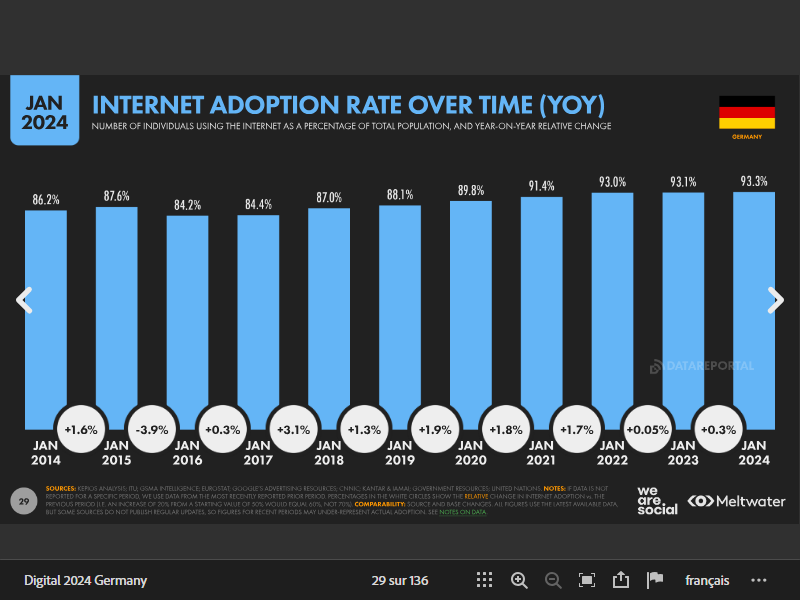 JAN
2024
INTERNET ADOPTION RATE OVER TIME (YOY)
NUMBER OF INDIVIDUALS USING THE INTERNET AS A PERCENTAGE OF TOTAL POPULATION, AND YEAR-ON-YEAR RELATIVE CHANGE
GERMANY
86.2% 87.6% 84.2% 84.4% 87.0% 88.1% 89.8% 91.4% 93.0% 93.1% 93.3%
DATAREPORTAL
+1.6% -3.9% +0.3% +3.1% +1.3% +1.9% +1.8% +1.7% +0.05% +0.3%
JAN JAN JAN JAN JAN JAN JAN JAN JAN JAN JAN
2014 2015 2016 2017 2018 2019 2020 2021 2022 2023 2024
29
SOURCES: KEPIOS ANALYSIS; ITU; GSMA INTELLIGENCE; EUROSTAT; GOOGLE'S ADVERTISING RESOURCES; CNNIC; KANTAR & IAMAI; GOVERNMENT RESOURCES; UNITED NATIONS. NOTES: IF DATA IS NOT
REPORTED FOR A SPECIFIC PERIOD, WE USE DATA FROM THE MOST RECENTLY REPORTED PRIOR PERIOD. PERCENTAGES IN THE WHITE CIRCLES SHOW THE RELATIVE CHANGE IN INTERNET ADOPTION vs. THE
PREVIOUS PERIOD (I.E. AN INCREASE OF 20% FROM A STARTING VALUE OF 50% WOULD EQUAL 60%, NOT 70%). COMPARABILITY: SOURCE AND BASE CHANGES. ALL FIGURES USE THE LATEST AVAILABLE DATA,
BUT SOME SOURCES DO NOT PUBLISH REGULAR UPDATES, SO FIGURES FOR RECENT PERIODS MAY UNDER-REPRESENT ACTUAL ADOPTION. SEE NOTES ON DATA.
we
are.
social
Meltwater
Digital 2024 Germany
29 sur 136
français